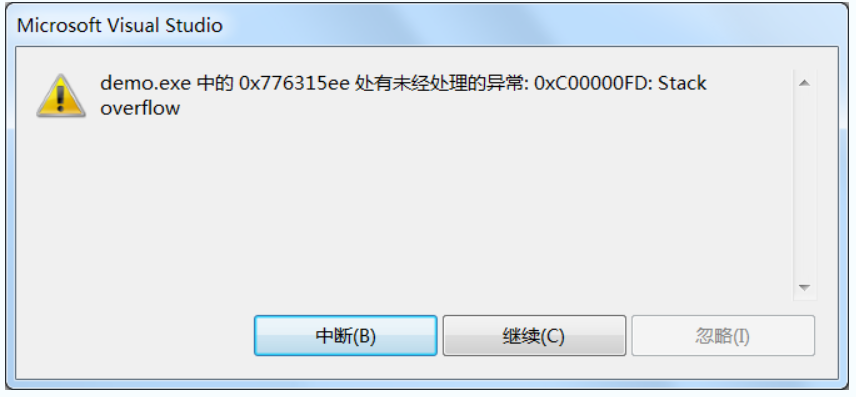 Microsoft Visual Studio
demo.exe 中的 0x776315ee 处有未经处理的异常: 0xC00000FD: Stack
overflow
中断(B)
继续(C)
忽略(I)